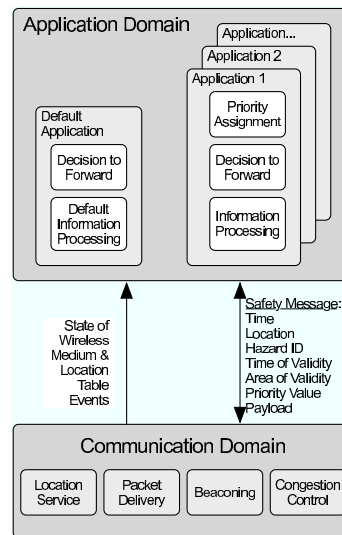 Application Domain
Application...
Application 2
Application 1
Priority
Assignment
Decision to
Forward
Information
Processing
Default
Application
Decision to
Forward
Default
Information
Processing
State of
Wireless
Medium &
Location
Table
Events
Safety Message:
Time
Location
Hazard ID
Time of Validity
Area of Validity
Priority Value
Payload
Communication Domain
Location
Service
Packet
Delivery
Beaconing
Congestion
Control